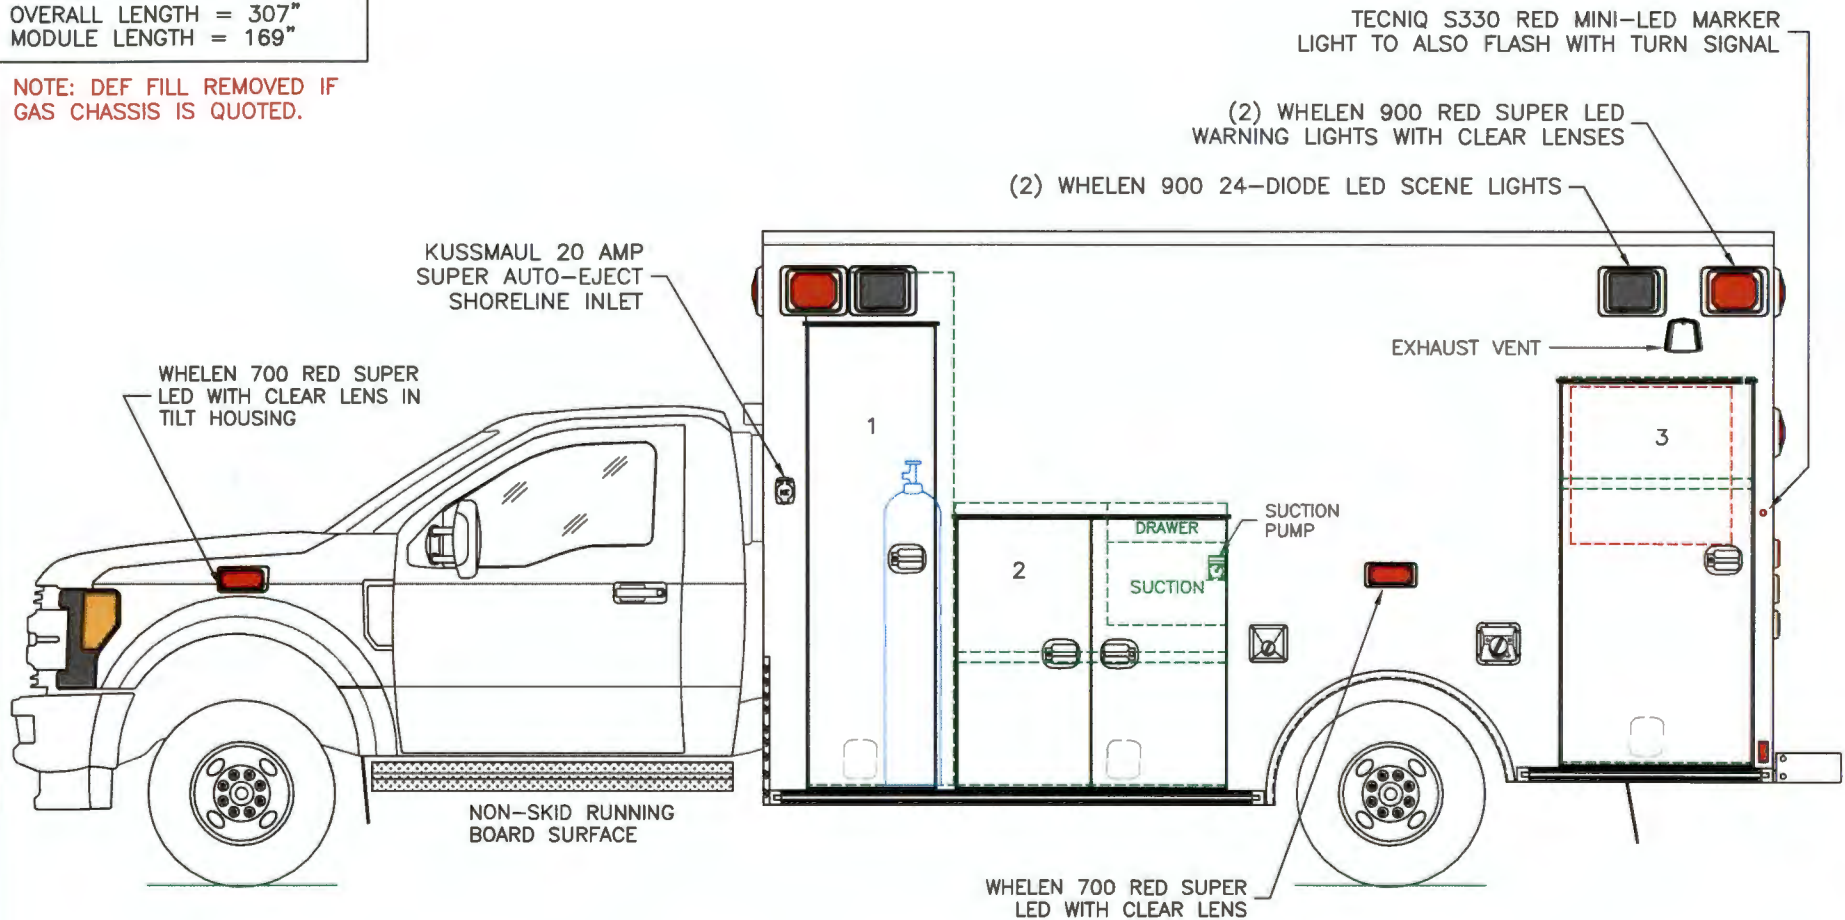 OVERALL LENGTH = 307"
MODULE LENGTH = 169"
NOTE: DEF FILL REMOVED IF
GAS CHASSIS IS QUOTED.
TECNIQ S330 RED MINI-LED MARKER
LIGHT TO ALSO FLASH WITH TURN SIGNAL
(2) WHELEN 900 RED SUPER LED
WARNING LIGHTS WITH CLEAR LENSES
(2) WHELEN 900 24-DIODE LED SCENE LIGHTS
KUSSMAUL 20 AMP
SUPER AUTO-EJECT
SHORELINE INLET
EXHAUST VENT
WHELEN 700 RED SUPER
LED WITH CLEAR LENS IN
TILT HOUSING
1
3
SUCTION
PUMP
DRAWER
2
SUCTION
NON-SKID RUNNING
BOARD SURFACE
WHELEN 700 RED SUPER
LED WITH CLEAR LENS